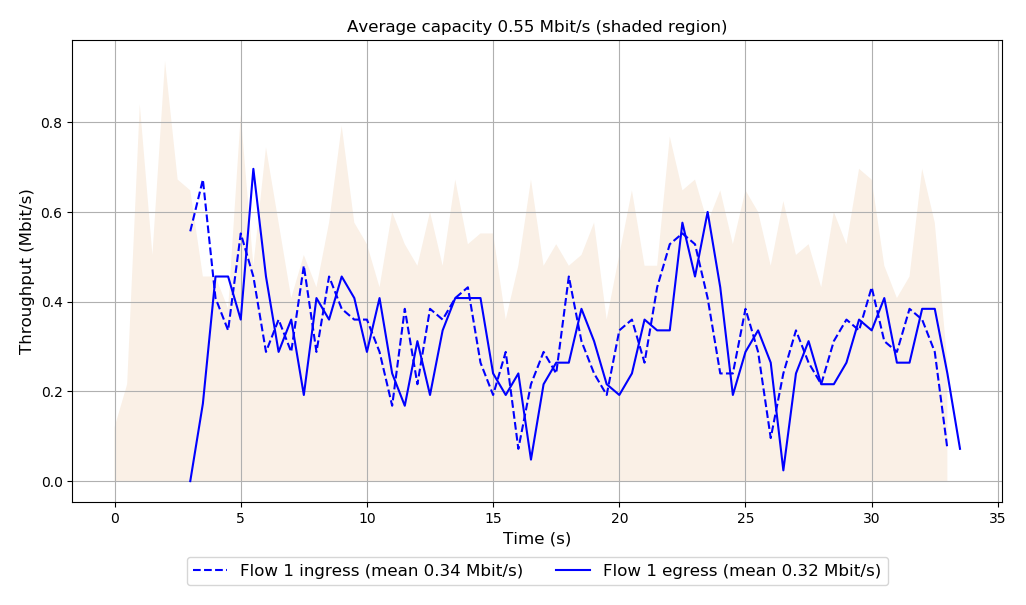 Average capacity 0.55 Mbit/s (shaded region)
Throughput (Mbit/s)
0.8
0.6
0.4
0.2
0.0
0 5 10 15 20 25 30 35
Time (s)
Flow 1 ingress (mean 0.34 Mbit/s) Flow 1 egress (mean 0.32 Mbit/s)